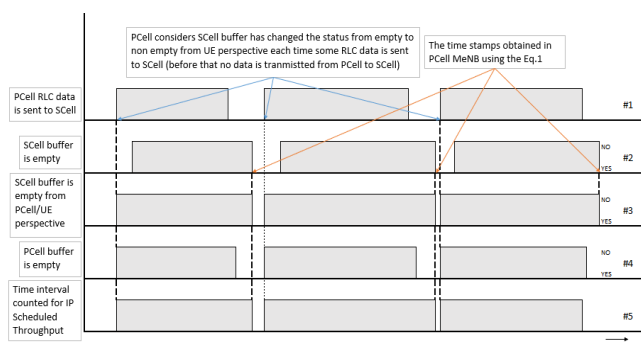 PCell considers SCell buffer has changed the status from empty to
non empty from UE perspective each time some RLC data is sent
to SCell (before that no data is tranmistted from PCell to SCell)
The time stamps obtained in
PCell MeNB using the Eq.1
PCell RLC data
is sent to SCell
#1
SCell buffer
is empty
NO
#2
YES
SCell buffer is
empty from
PCell/UE
perspective
NO
#3
YES
PCell buffer
is empty
NO
#4
YES
Time interval
counted for IP
Scheduled
Throughput
#5